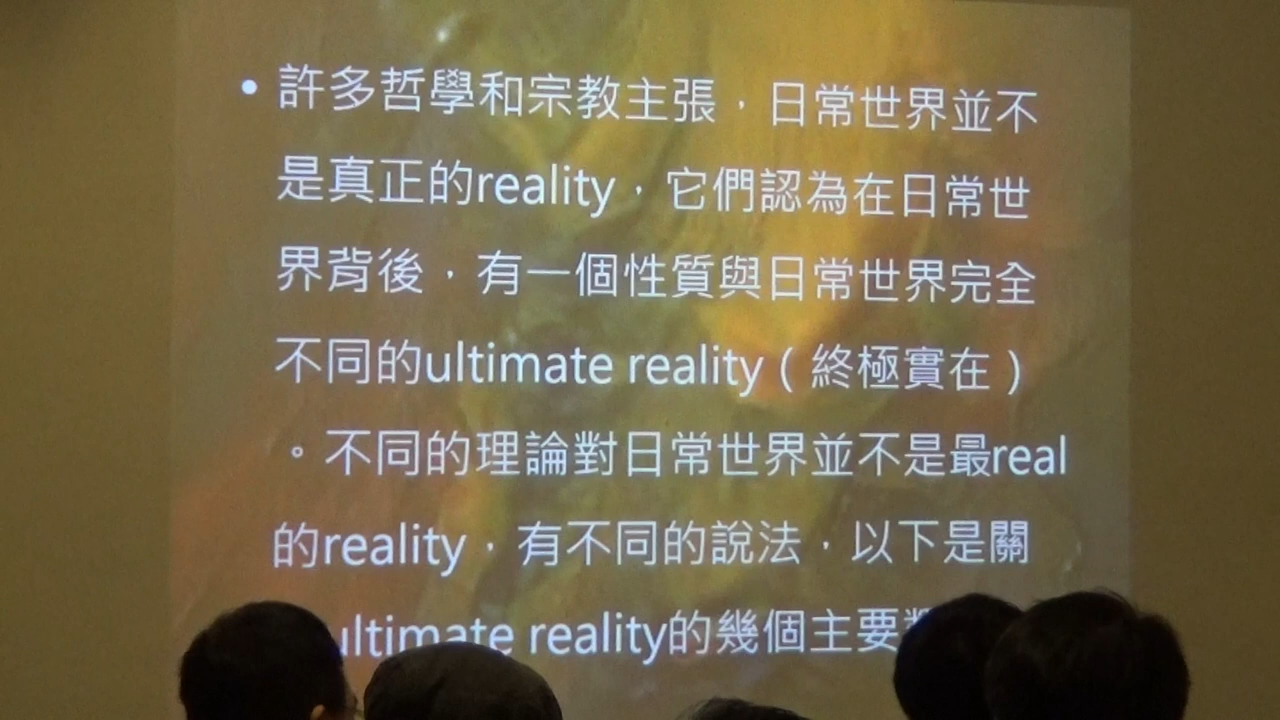 • 許多哲學和宗教主張，日常世界並不
是真正的reality，它們認為在日常世
界背後，有一個性質與日常世界完全
不同的ultimate reality（終極實在）
。不同的理論對日常世界並不是最real
的reality，有不同的說法，以下是關
ultimate reality的幾個主要